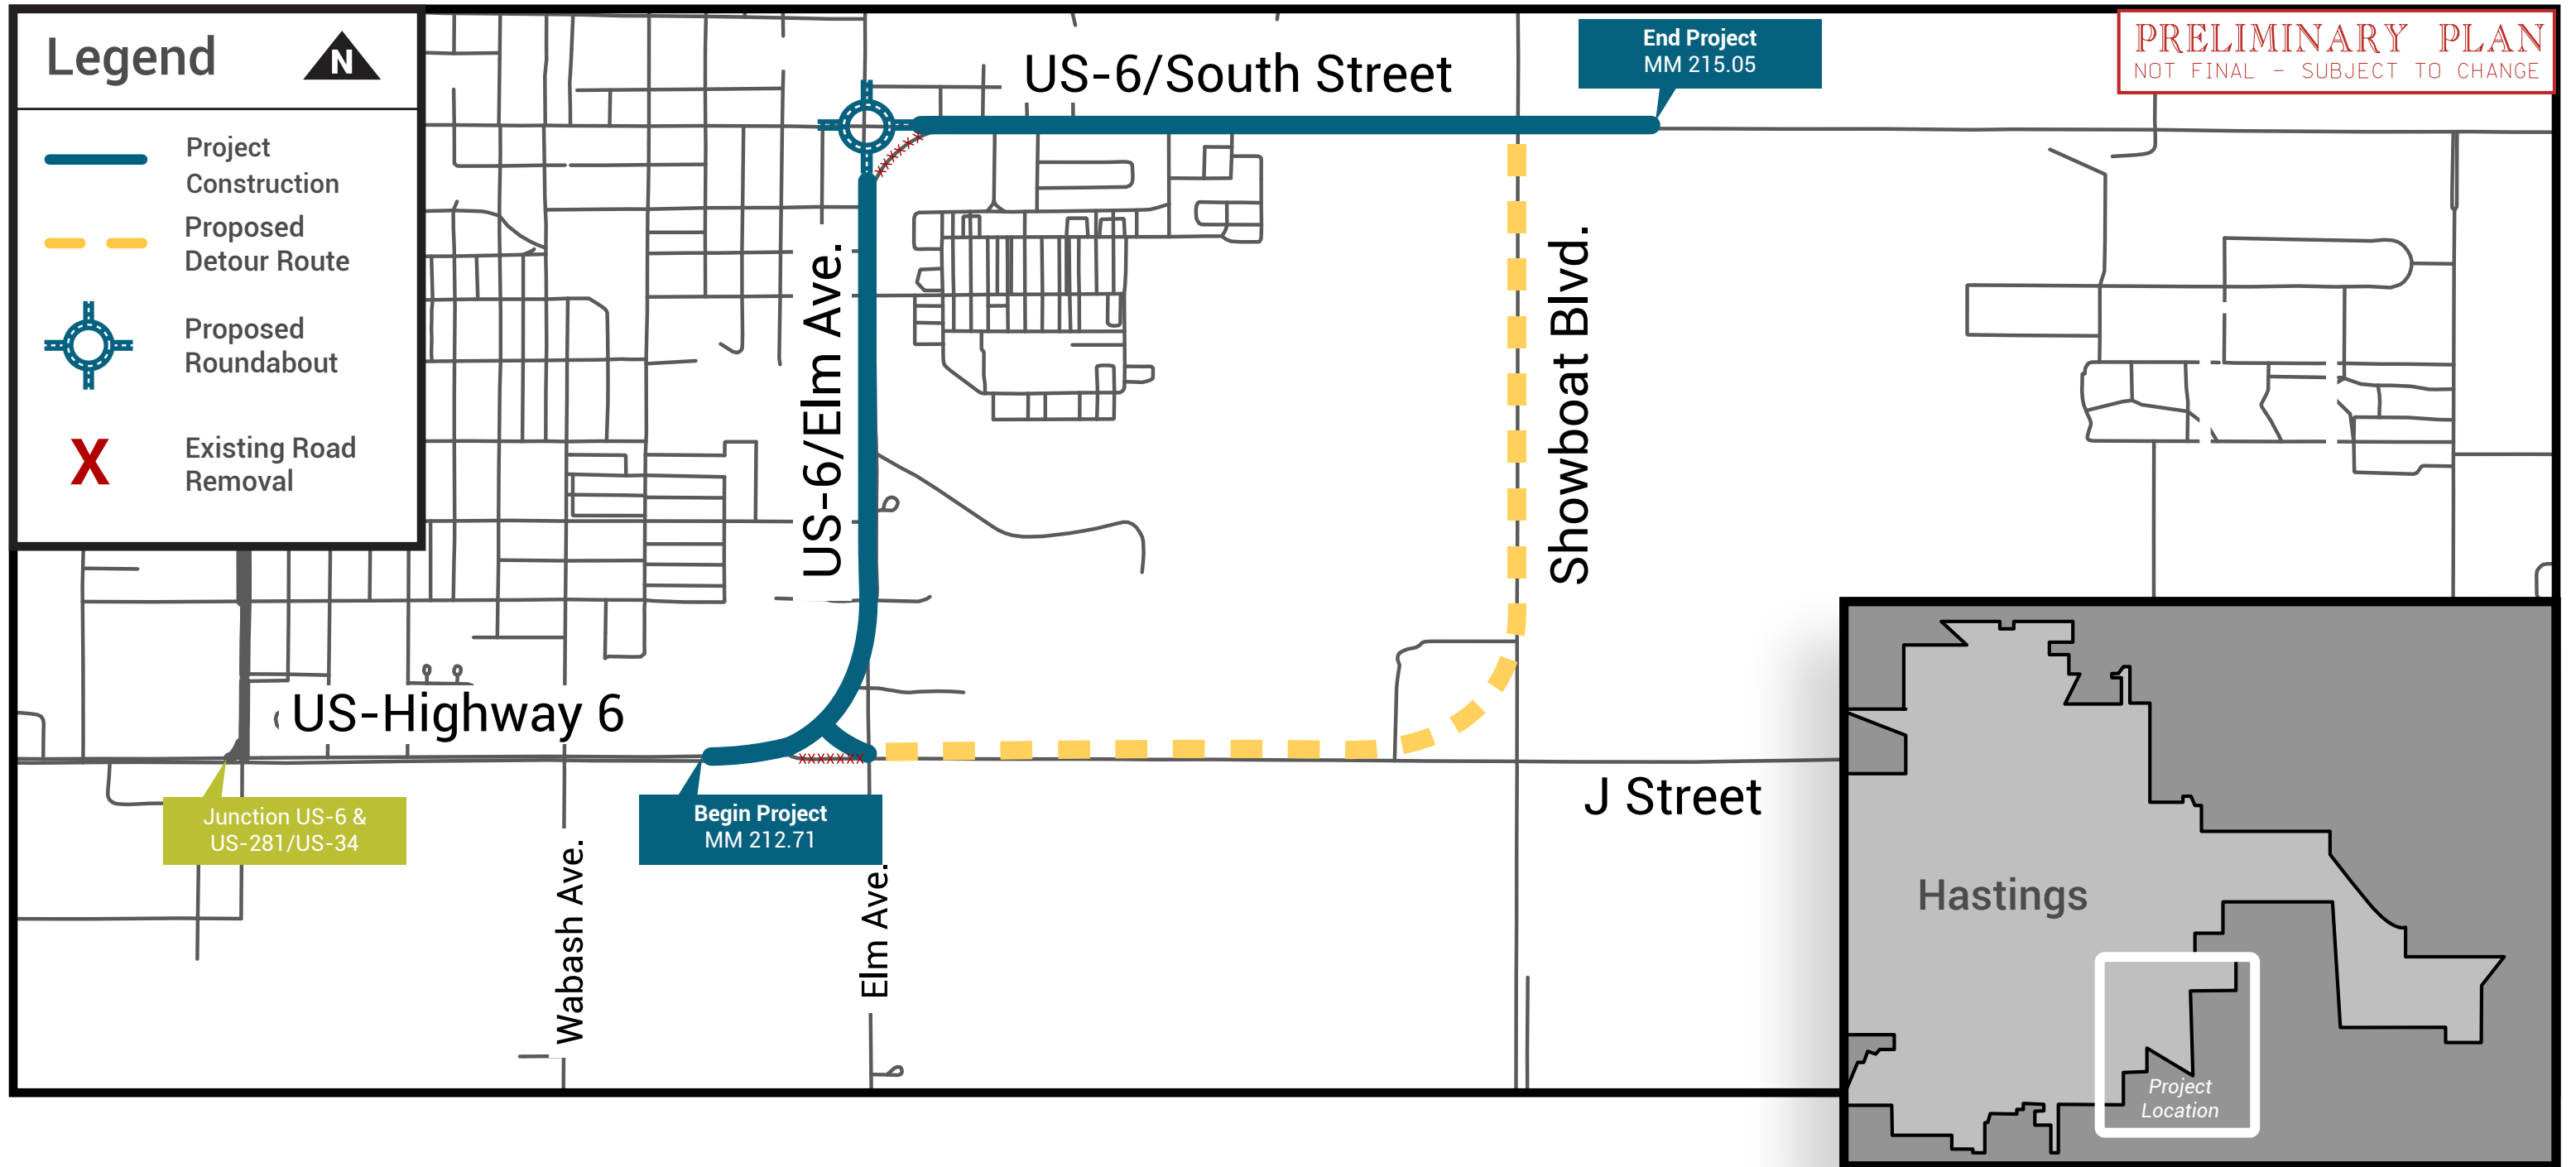 Legend
N
Project
Construction
Proposed
Detour Route
Proposed
Roundabout
X
Existing Road
Removal
US-6/South Street
End Project
MM 215.05
PRELIMINARY PLAN
NOT FINAL - SUBJECT TO CHANGE
US-6/Elm Ave.
Showboat Blvd.
US-Highway 6
Junction US-6 &
US-281/US-34
Begin Project
MM 212.71
J Street
Wabash Ave.
Elm Ave.
Hastings
Project
Location